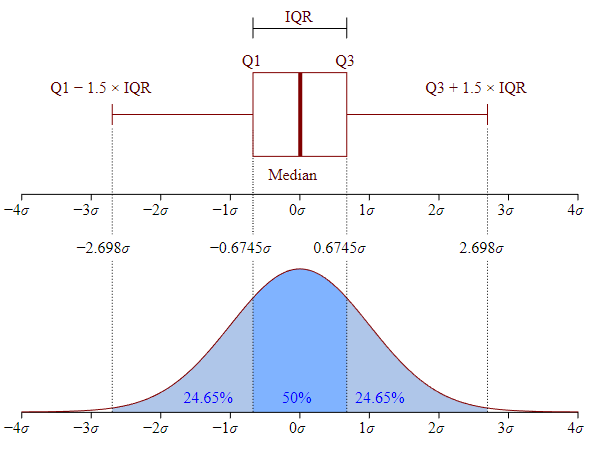 IQR
Q1 Q3
Q1 − 1.5 × IQR Q3 + 1.5 × IQR
Median
−4σ −3σ −2σ −1σ 0σ 1σ 2σ 3σ 4σ
−2.698σ −0.6745σ 0.6745σ 2.698σ
24.65% 50% 24.65%
−4σ −3σ −2σ −1σ 0σ 1σ 2σ 3σ 4σ